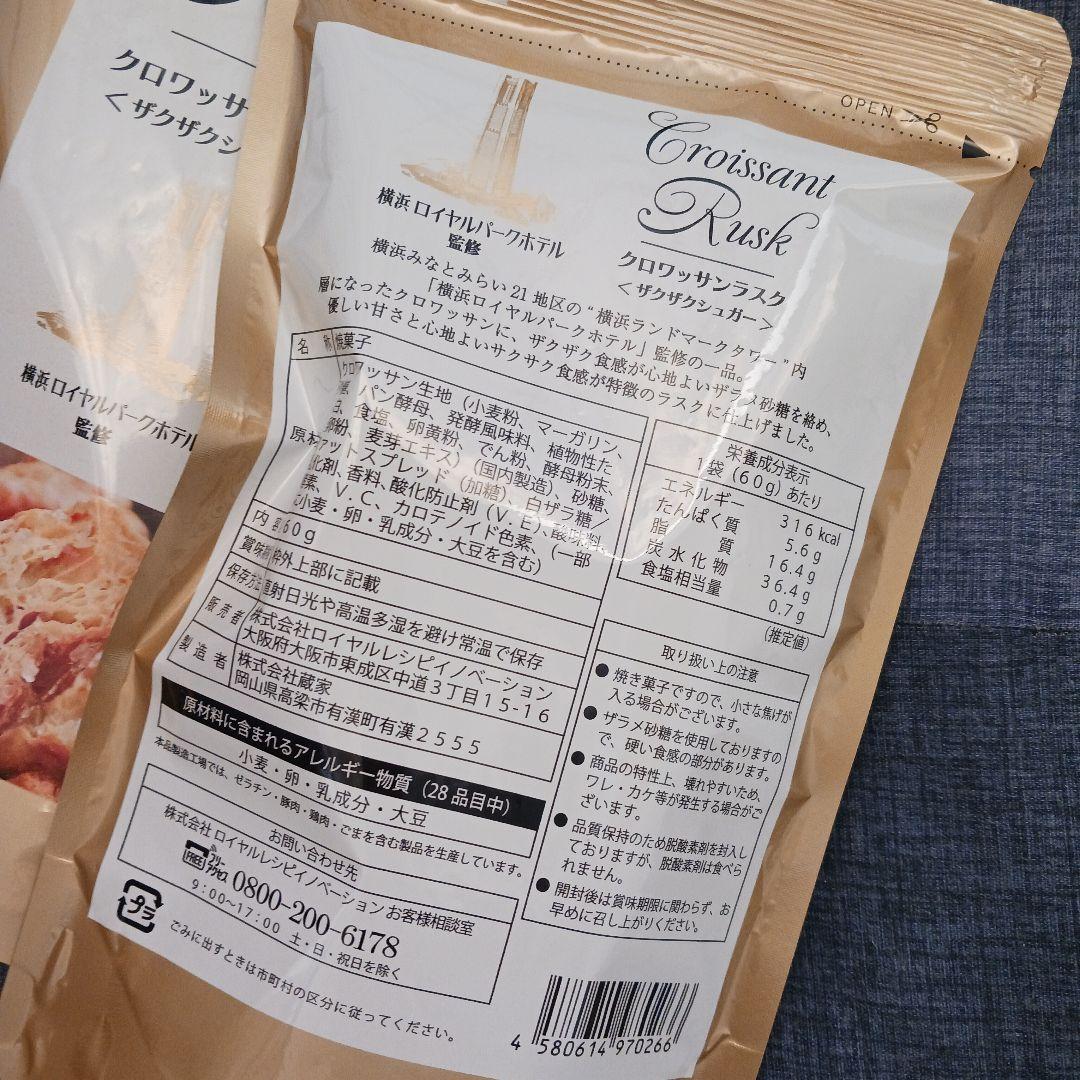 クロワッサ
<ザクザクシ
横浜 ロイヤルパークホテル
監修
OPEN
横浜 ロイヤルパークホテル
監修
Croissant
Rusk
クロワッサンラスク
<ザクザクシュガー>
横浜みなとみらい21地区の"横浜ランドマークタワー"内
「横浜ロイヤルパークホテル」監修の一品。
層になったクロワッサンに、ザクザク食感が心地よいザラメ砂糖を絡め、
優しい甘さと心地よいサクサク食感が特徴のラスクに仕上げました。
名 称 焼菓子
クロワッサン生地(小麦粉、マーガリン、
パン酵母、発酵風味料、植物性た
食塩、卵黄粉、でん粉、酵母粉末、
粉、麦芽エキス)(国内製造)、砂糖、
原材 ァットスプレッド(加糖)、白ザラ糖/
化剤、香料、酸化防止剤(V.E)、酸味料、
素、V.C、カロテノイド色素、(一部
小麦・卵・乳成分・大豆を含む)
内 60g
賞味 枠外上部に記載
保存方法 直射日光や高温多湿を避け常温で保存
販売者 株式会社ロイヤルレシピイノベーション
大阪府大阪市東成区中道3丁目15-16
製造者 株式会社蔵家
岡山県高梁市有漢町有漢2555
原材料に含まれるアレルギー物質(28品目中)
小麦・卵・乳成分・大豆
本品製造工場では、ゼラチン・豚肉・鶏肉・ごまを含む製品を生産しています。
お問い合わせ先
株式会社 ロイヤルレシピイノベーション お客様相談室
FREE フリーアクセス 0800-200-6178
9:00~17:00 土・日・祝日を除く
プラ
ごみに出すときは市町村の区分に従ってください。
栄養成分表示
1袋(60g)あたり
エネルギー 316kcal
たんぱく質 5.6g
脂質 16.4g
炭水化物 36.4g
食塩相当量 0.7g
(推定値)
取り扱い上の注意
● 焼き菓子ですので、小さな焦げが
入る場合がございます。
● ザラメ砂糖を使用しておりますの
で、硬い食感の部分があります。
● 商品の特性上、壊れやすいため、
ワレ・カケ等が発生する場合がご
ざいます。
● 品質保持のため脱酸素剤を封入し
ておりますが、脱酸素剤は食べら
れません。
● 開封後は賞味期限に関わらず、お
早めに召し上がりください。
4 580614 970266